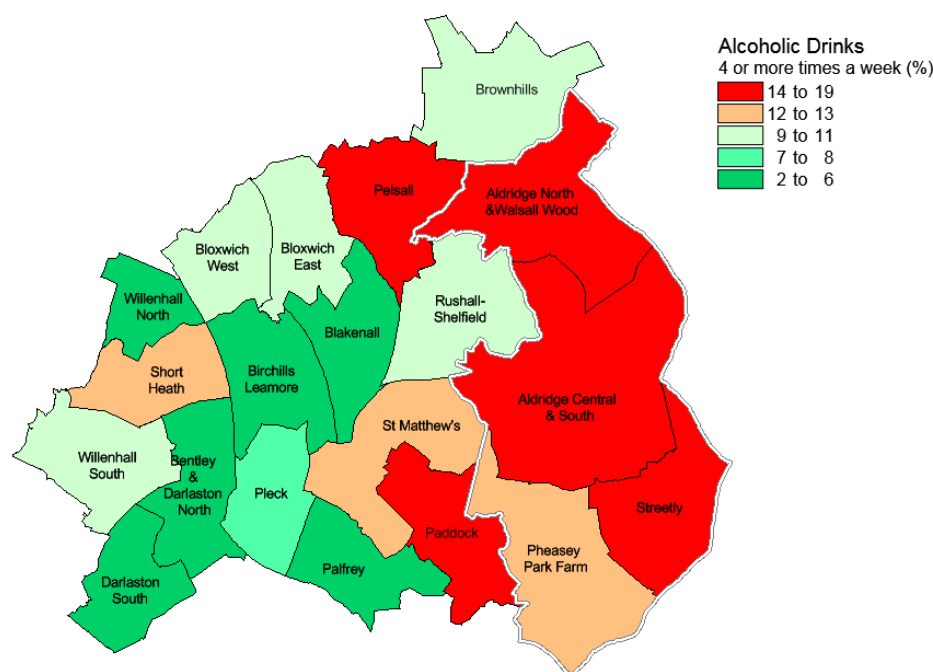 Alcoholic Drinks
4 or more times a week (%)
14 to 19
12 to 13
9 to 11
7 to 8
2 to 6
Brownhills
Pelsall
Aldridge North
&Walsall Wood
Bloxwich
West
Bloxwich
East
Willenhall
North
Rushall-
Shelfield
Blakenall
Short
Heath
Birchills
Leamore
Aldridge Central
& South
St Matthew's
Willenhall
South
Bentley
&
Darlaston
North
Pleck
Streetly
Paddock
Pheasey
Park Farm
Palfrey
Darlaston
South